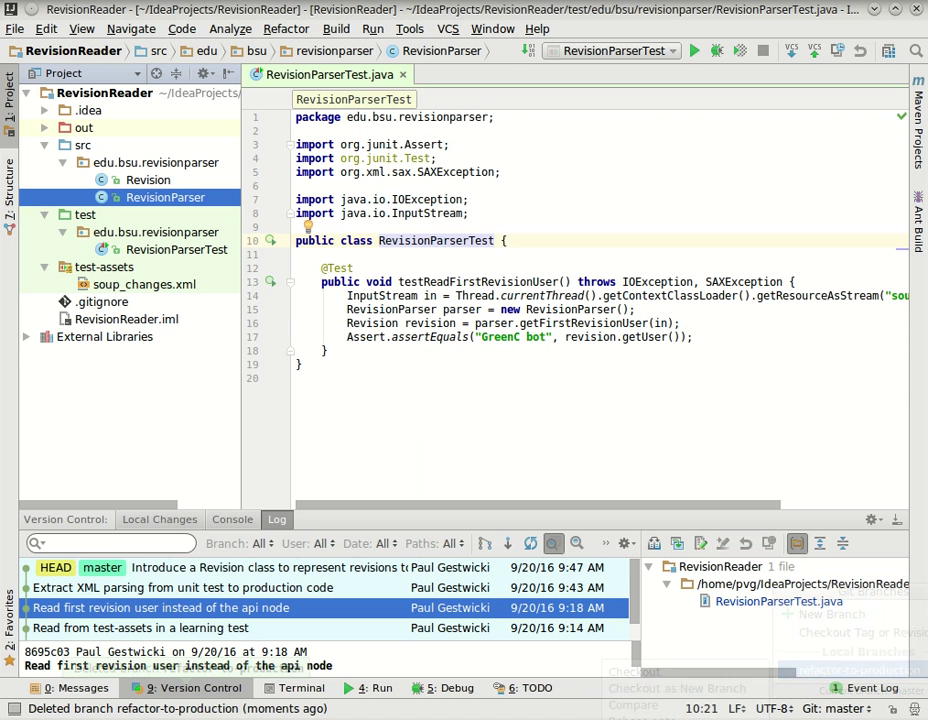 RevisionReader - [~/IdeaProjects/RevisionReader] - [RevisionReader] - ~/IdeaProjects/RevisionReader/test/edu/bsu/revisionparser/RevisionParserTest.java - I...
File Edit View Navigate Code Analyze Refactor Build Run Tools VCS Window Help
RevisionReader src edu bsu revisionparser RevisionParser RevisionParserTest VCS VCS
1: Project
7: Structure
2: Favorites
Project
RevisionReader ~/IdeaProjects/
.idea
out
src
edu.bsu.revisionparser
Revision
RevisionParser
test
edu.bsu.revisionparser
RevisionParserTest
test-assets
soup_changes.xml
.gitignore
RevisionReader.iml
External Libraries
RevisionParserTest.java
RevisionParserTest
1 package edu.bsu.revisionparser;
2
3 import org.junit.Assert;
4 import org.junit.Test;
5 import org.xml.sax.SAXException;
6
7 import java.io.IOException;
8 import java.io.InputStream;
9
10 public class RevisionParserTest {
11
12 @Test
13 public void testReadFirstRevisionUser() throws IOException, SAXException {
14 InputStream in = Thread.currentThread().getContextClassLoader().getResourceAsStream("sou
15 RevisionParser parser = new RevisionParser();
16 Revision revision = parser.getFirstRevisionUser(in);
17 Assert.assertEquals("GreenC bot", revision.getUser());
18 }
19 }
20
Maven Projects
Ant Build
Version Control: Local Changes Console Log
Branch: All User: All Date: All Paths: All
HEAD master Introduce a Revision class to represent revisions to Paul Gestwicki 9/20/16 9:47 AM
Extract XML parsing from unit test to production code Paul Gestwicki 9/20/16 9:43 AM
Read first revision user instead of the api node Paul Gestwicki 9/20/16 9:18 AM
Read from test-assets in a learning test Paul Gestwicki 9/20/16 9:14 AM
8695c03 Paul Gestwicki on 9/20/16 at 9:18 AM
Read first revision user instead of the api node
RevisionReader 1 file
/home/pvg/IdeaProjects/RevisionReade
RevisionParserTest.java
Git Branches
New Branch
Checkout Tag or Revisio
Local Branches
refactor-to-production
Checkout
Checkout as New Branch
Compare
0: Messages 9: Version Control Terminal 4: Run 5: Debug 6: TODO 1 Event Log
Deleted branch refactor-to-production (moments ago) 10:21 LF÷ UTF-8÷ Git: master÷